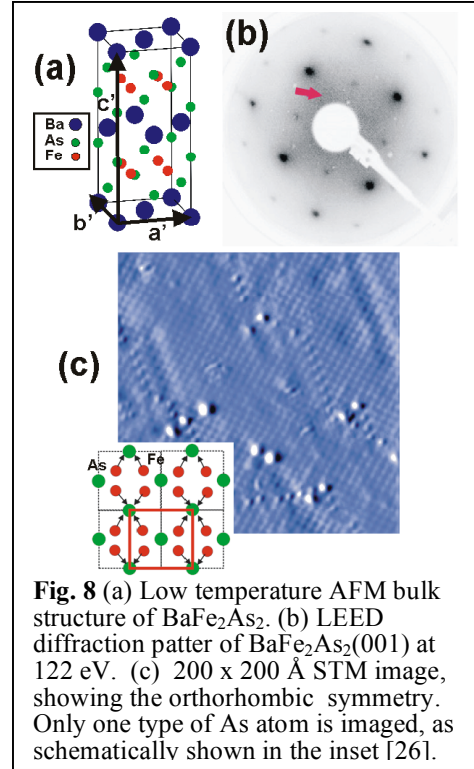 (a)
c'
Ba
As
Fe
b'
a'
(b)
(c)
As
Fe
Fig. 8 (a) Low temperature AFM bulk
structure of BaFe₂As₂. (b) LEED
diffraction patter of BaFe₂As₂(001) at
122 eV. (c) 200 x 200 Å STM image,
showing the orthorhombic symmetry.
Only one type of As atom is imaged, as
schematically shown in the inset [26].